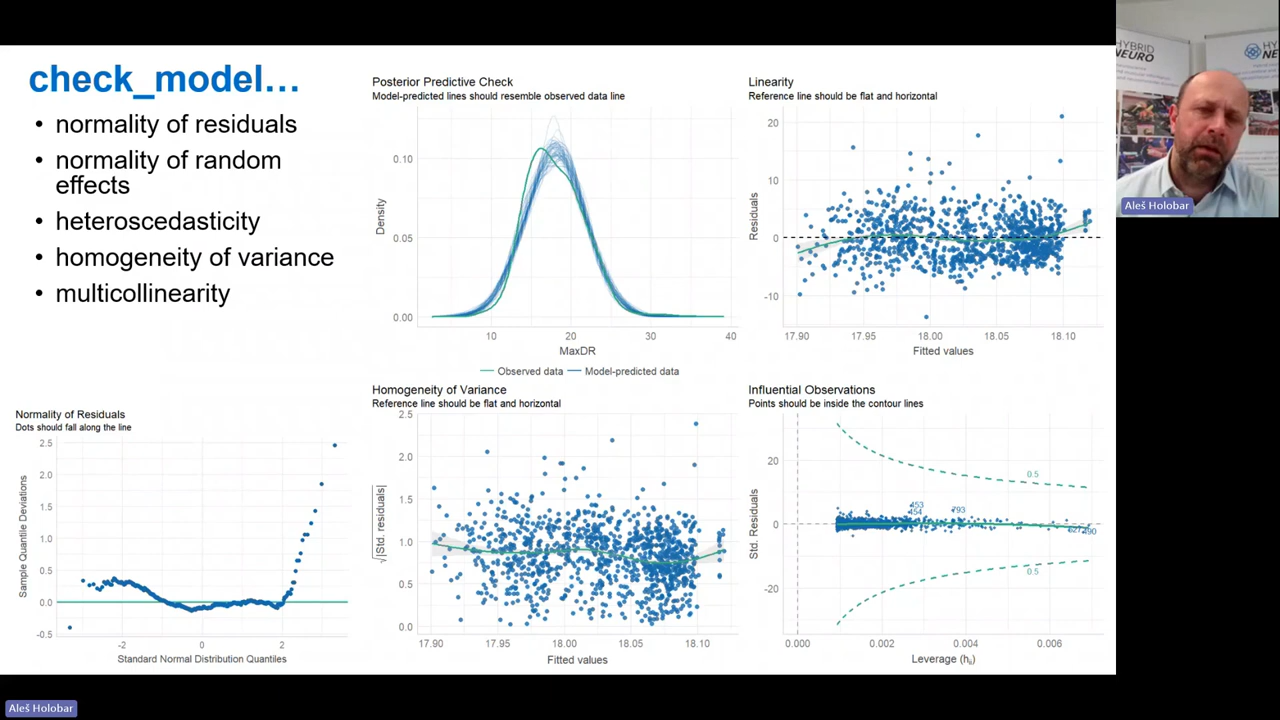 check_model...
• normality of residuals
• normality of random
effects
• heteroscedasticity
• homogeneity of variance
• multicollinearity
Posterior Predictive Check
Model-predicted lines should resemble observed data line
Density
0.10
0.05
0.00
10 20 30 40
MaxDR
Observed data Model-predicted data
Linearity
Reference line should be flat and horizontal
Residuals
20
10
0
-10
17.90 17.95 18.00 18.05 18.10
Fitted values
Normality of Residuals
Dots should fall along the line
Sample Quantile Deviations
2.5
2.0
1.5
1.0
0.5
0.0
-0.5
-2 0 2
Standard Normal Distribution Quantiles
Homogeneity of Variance
Reference line should be flat and horizontal
√|Std. residuals|
2.5
2.0
1.5
1.0
0.5
0.0
17.90 17.95 18.00 18.05 18.10
Fitted values
Influential Observations
Points should be inside the contour lines
Std. Residuals
20
0
-20
0.5
453
454
793
0.5
0.000 0.002 0.004 0.006
Leverage (hᵢᵢ)
HYBRID
NEURO
Aleš Holobar
Aleš Holobar